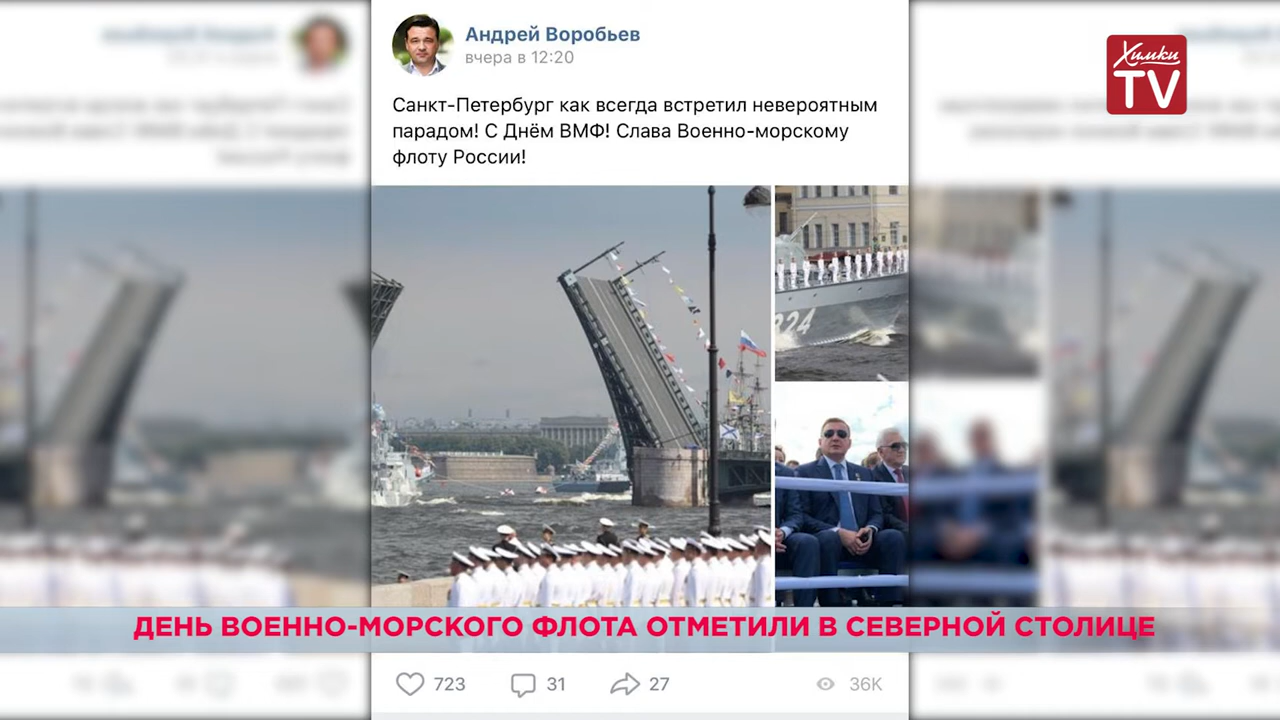 Андрей Воробьев
вчера в 12:20
Химки
TV
Санкт-Петербург как всегда встретил невероятным
парадом! С Днём ВМФ! Слава Военно-морскому
флоту России!
324
ДЕНЬ ВОЕННО-МОРСКОГО ФЛОТА ОТМЕТИЛИ В СЕВЕРНОЙ СТОЛИЦЕ
723
31
27
36K